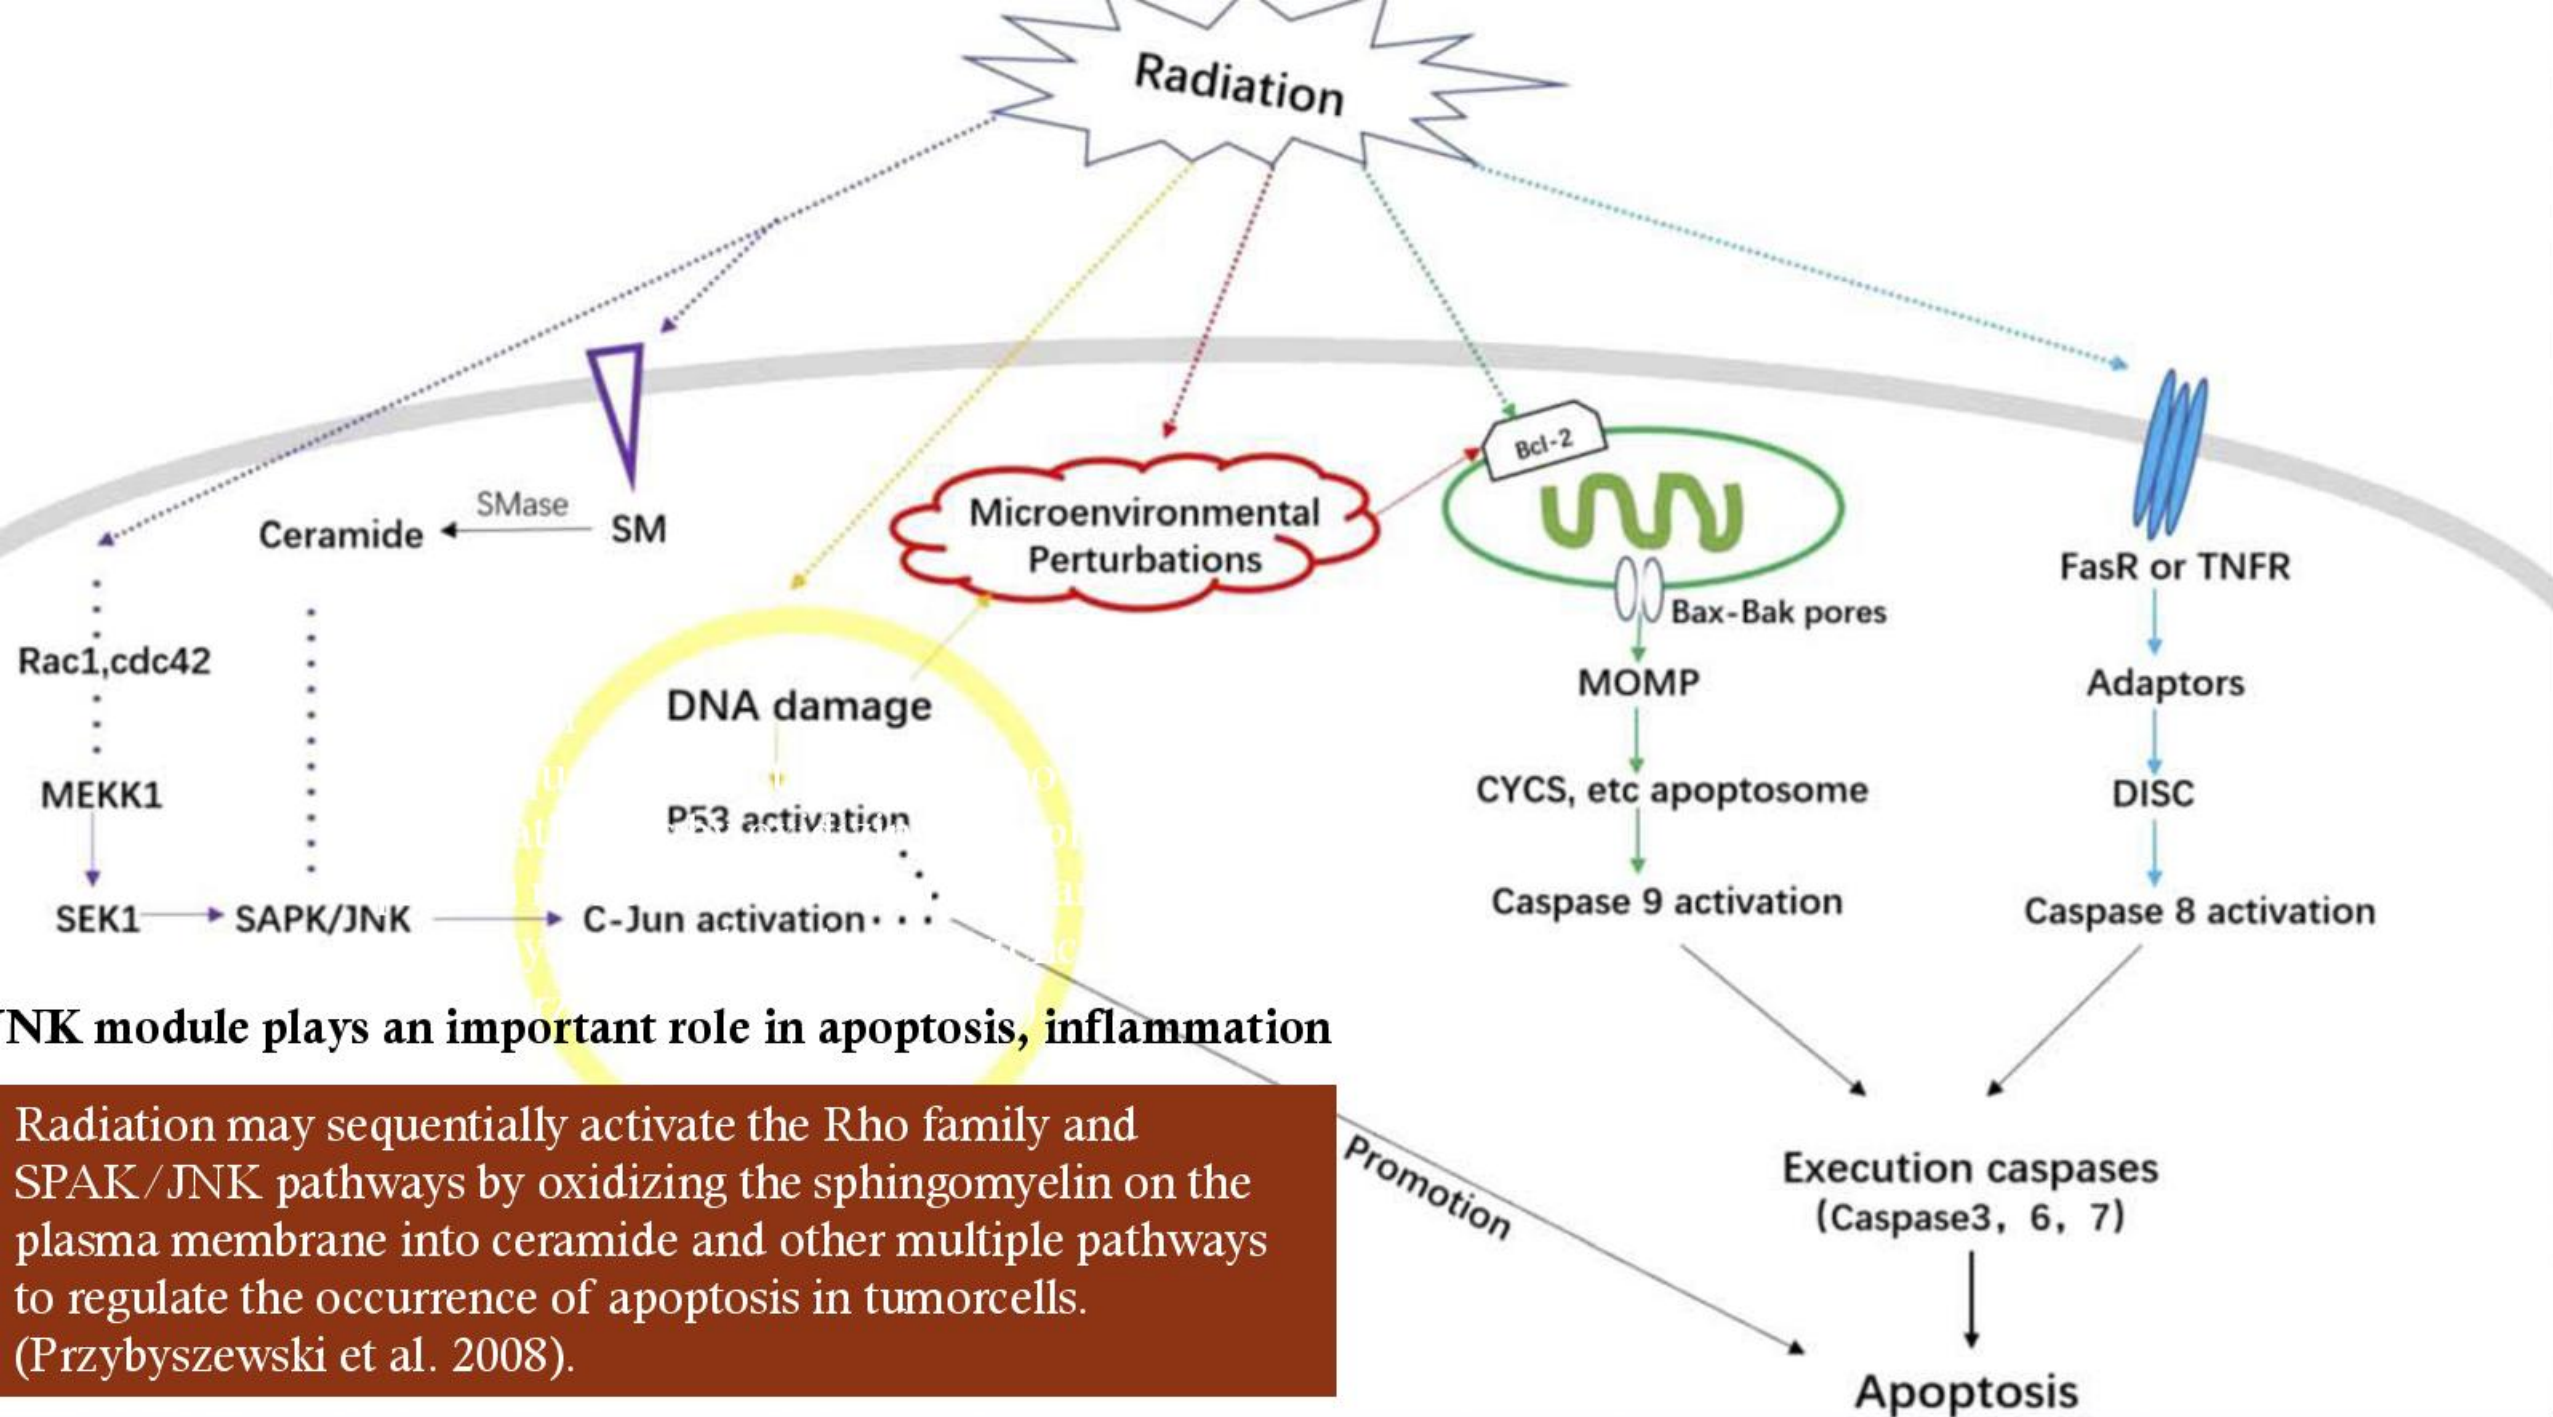 Radiation
SMase
Ceramide
SM
Microenvironmental
Perturbations
Bcl-2
FasR or TNFR
Bax-Bak pores
Rac1,cdc42
MOMP
Adaptors
DNA damage
MEKK1
CYCS, etc apoptosome
DISC
P53 activation
SEK1
SAPK/JNK
C-Jun activation
Caspase 9 activation
Caspase 8 activation
NK module plays an important role in apoptosis, inflammation
Radiation may sequentially activate the Rho family and
SPAK/JNK pathways by oxidizing the sphingomyelin on the
plasma membrane into ceramide and other multiple pathways
to regulate the occurrence of apoptosis in tumorcells.
(Przybyszewski et al. 2008).
Promotion
Execution caspases
(Caspase3, 6, 7)
Apoptosis